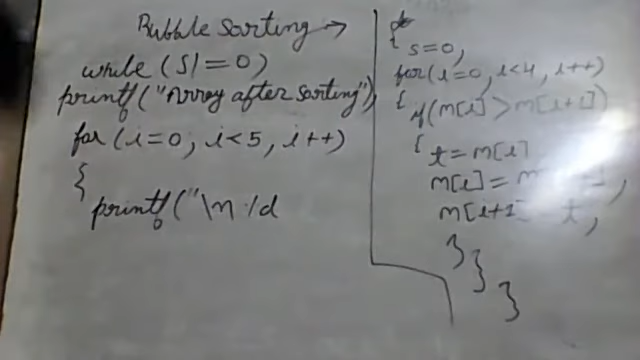 Bubble Sorting →
while (s!=0)
printf("Array after sorting");
for (i=0, i<5, i++)
{
printf("\n %d
{
s=0,
for(i=0, i<4, i++)
{ if(m[i]>m[i+1])
{ t=m[i]
m[i]=m
m[i+1] t,
}
}
}